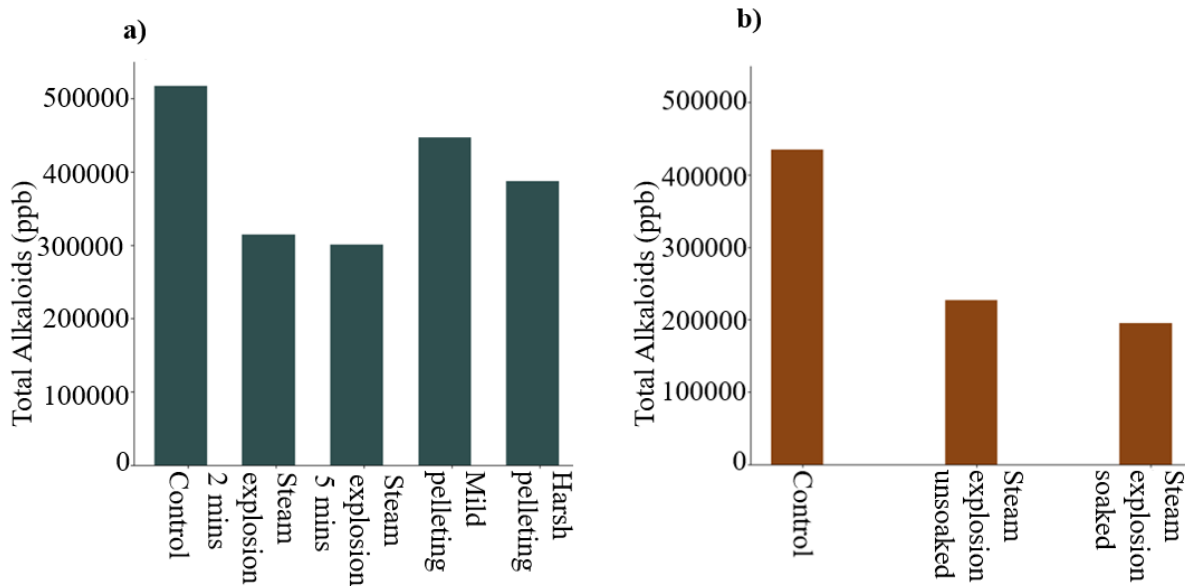 a)
Total Alkaloids (ppb)
500000
400000
300000
200000
100000
0
Control
Steam
explosion
2 mins
Steam
explosion
5 mins
Mild
pelleting
Harsh
pelleting
b)
Total Alkaloids (ppb)
500000
400000
300000
200000
100000
0
Control
Steam
explosion
unsoaked
Steam
explosion
soaked